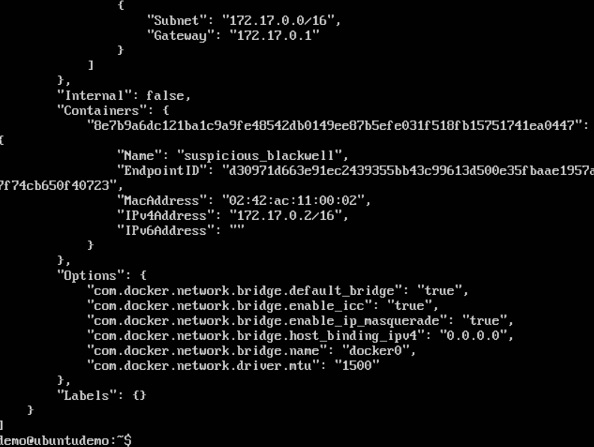 {
"Subnet": "172.17.0.0/16",
"Gateway": "172.17.0.1"
}
]
},
"Internal": false,
"Containers": {
"8e7b9a6dc121ba1c9a9fe48542db0149ee87b5efe031f518fb15751741ea0447":
{
"Name": "suspicious_blackwell",
"EndpointID": "d30971d663e91ec2439355bb43c99613d500e35fbaae1957a
7f74cb650f40723",
"MacAddress": "02:42:ac:11:00:02",
"IPv4Address": "172.17.0.2/16",
"IPv6Address": ""
}
},
"Options": {
"com.docker.network.bridge.default_bridge": "true",
"com.docker.network.bridge.enable_icc": "true",
"com.docker.network.bridge.enable_ip_masquerade": "true",
"com.docker.network.bridge.host_binding_ipv4": "0.0.0.0",
"com.docker.network.bridge.name": "docker0",
"com.docker.network.driver.mtu": "1500"
},
"Labels": {}
}
]
demo@ubuntudemo:~$